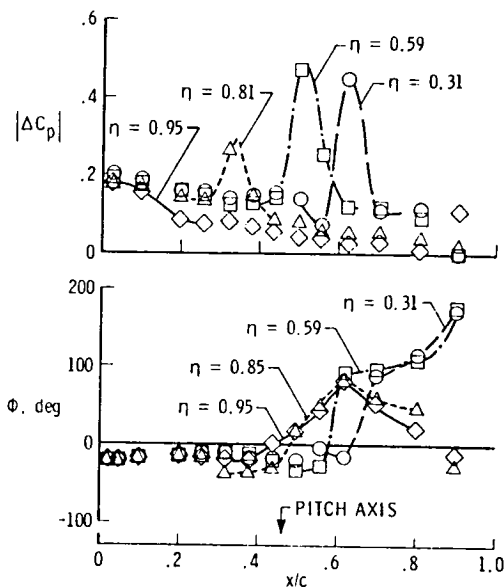 .6
η = 0.59
η = 0.31
.4
η = 0.81
|ΔCp|
η = 0.95
.2
0
200
η = 0.31
η = 0.59
100
η = 0.85
Φ, deg
η = 0.95
0
PITCH AXIS
-100
0 .2 .4 .6 .8 1.0
x/c